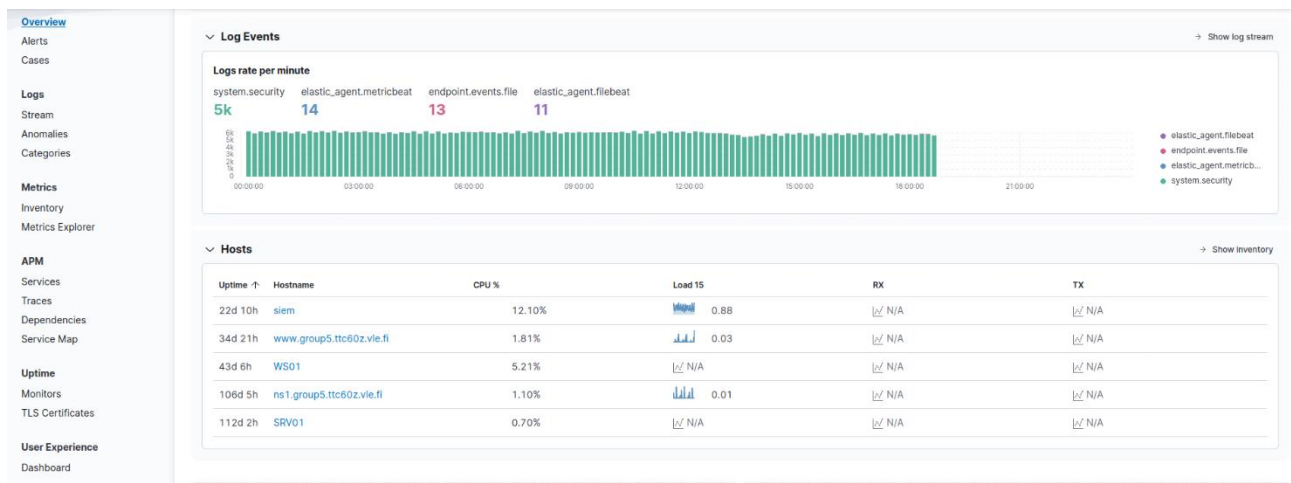 Overview
Alerts
Cases
Logs
Stream
Anomalies
Categories
Metrics
Inventory
Metrics Explorer
APM
Services
Traces
Dependencies
Service Map
Uptime
Monitors
TLS Certificates
User Experience
Dashboard
Log Events
→ Show log stream
Logs rate per minute
system.security elastic_agent.metricbeat endpoint.events.file elastic_agent.filebeat
5k 14 13 11
6k
5k
4k
3k
2k
1k
0
00:00:00 03:00:00 06:00:00 09:00:00 12:00:00 15:00:00 18:00:00 21:00:00
elastic_agent.filebeat
endpoint.events.file
elastic_agent.metricb...
system.security
Hosts
→ Show inventory
Uptime ↑ Hostname CPU % Load 15 RX TX
22d 10h siem 12.10% 0.88 N/A N/A
34d 21h www.group5.ttc60z.vle.fi 1.81% 0.03 N/A N/A
43d 6h WS01 5.21% N/A N/A N/A
106d 5h ns1.group5.ttc60z.vle.fi 1.10% 0.01 N/A N/A
112d 2h SRV01 0.70% N/A N/A N/A